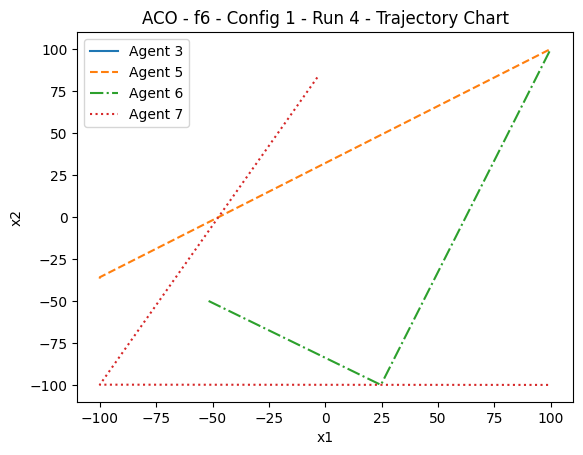 ACO - f6 - Config 1 - Run 4 - Trajectory Chart
Agent 3
Agent 5
Agent 6
Agent 7
x2
100
75
50
25
0
−25
−50
−75
−100
−100
−75
−50
−25
0
25
50
75
100
x1